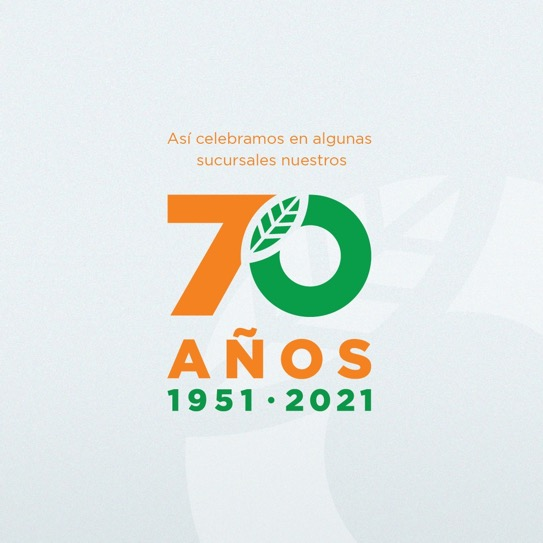 Así celebramos en algunas
sucursales nuestros
70
AÑOS
1951 · 2021